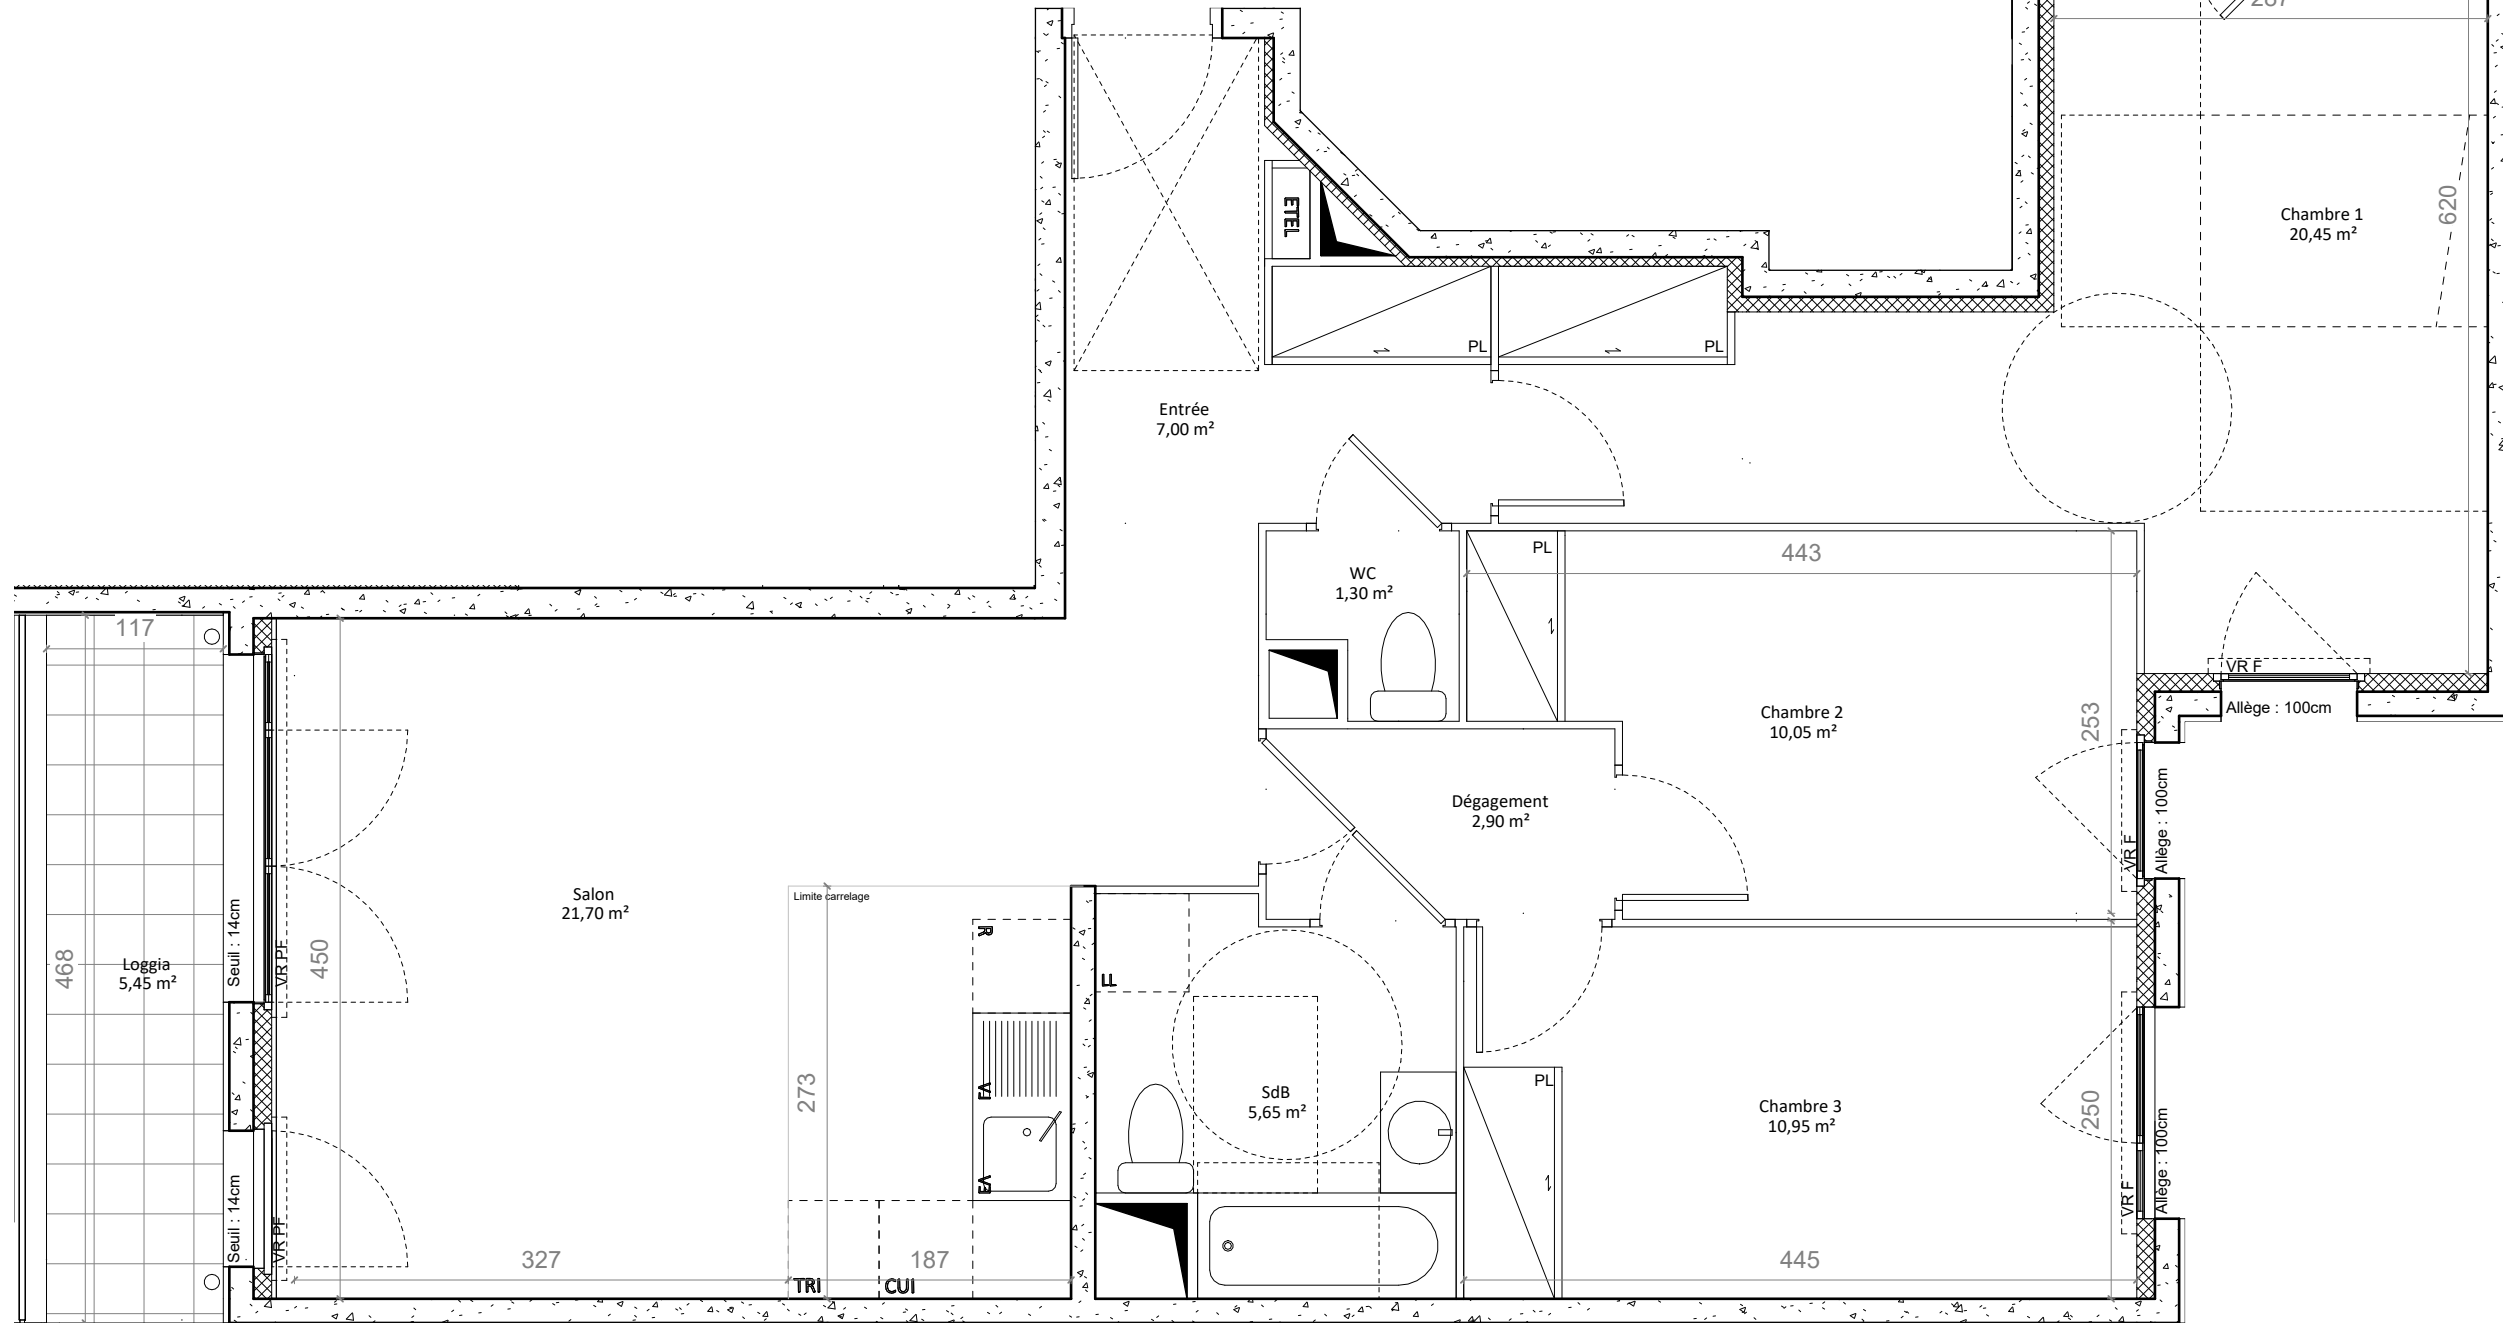 287
Chambre 1
20,45 m²
620
ETEL
PL
PL
Entrée
7,00 m²
PL
443
WC
1,30 m²
117
VR F
Allège : 100cm
Chambre 2
10,05 m²
253
Allège : 100cm
VR F
Dégagement
2,90 m²
Salon
21,70 m²
Limite carrelage
Seuil : 14cm
VR PF
450
468
Loggia
5,45 m²
R
LL
LV
EV
273
SdB
5,65 m²
PL
Chambre 3
10,95 m²
250
Allège : 100cm
VR F
Seuil : 14cm
VR PF
327
187
TRI
CUI
445